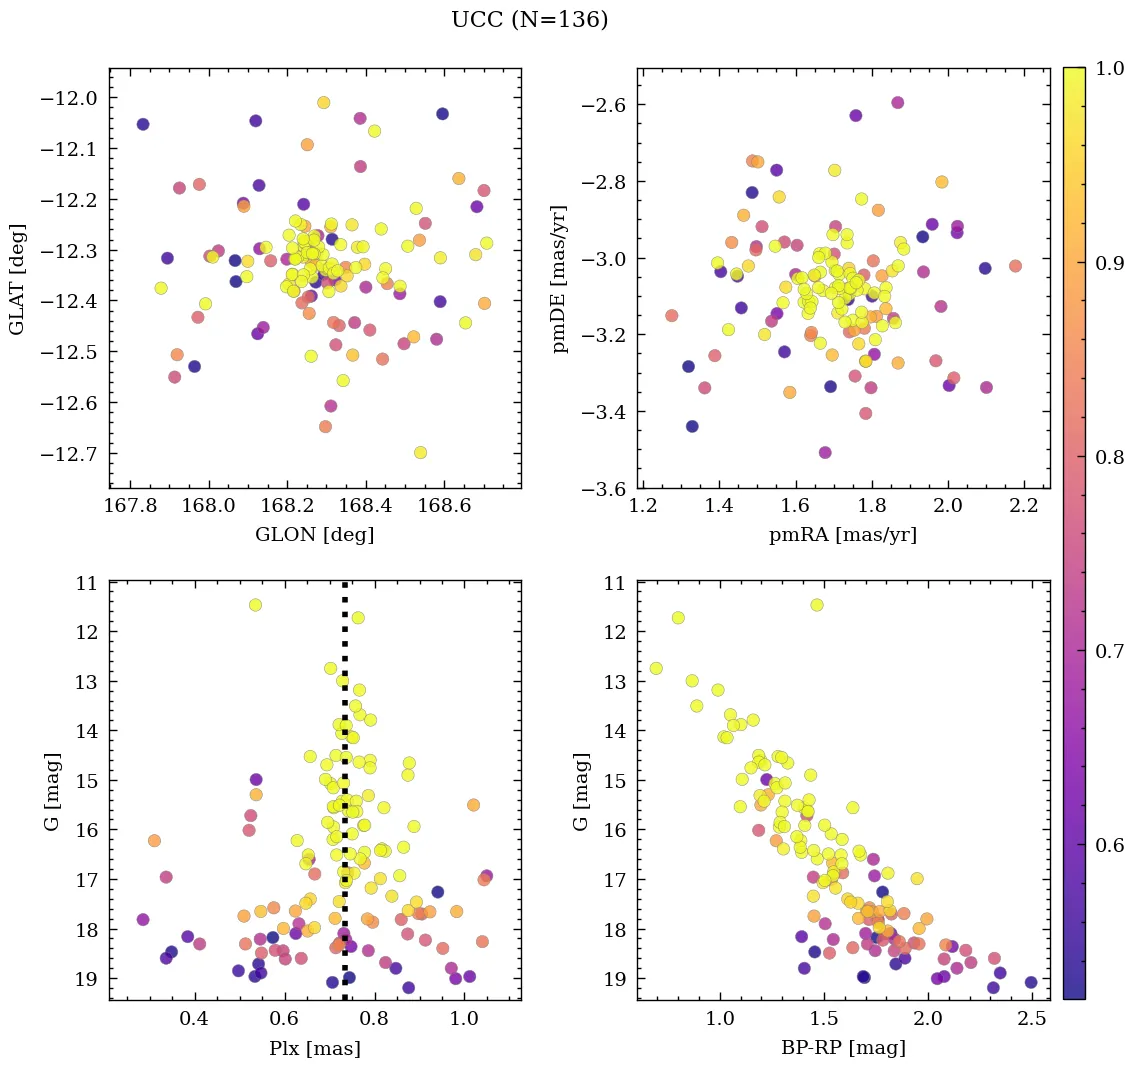 UCC (N=136)
−12.0
−12.1
−12.2
−12.3
−12.4
−12.5
−12.6
−12.7
GLAT [deg]
167.8 168.0 168.2 168.4 168.6
GLON [deg]
−2.6
−2.8
−3.0
−3.2
−3.4
−3.6
pmDE [mas/yr]
1.2 1.4 1.6 1.8 2.0 2.2
pmRA [mas/yr]
1.0
0.9
0.8
0.7
0.6
11
12
13
14
15
16
17
18
19
G [mag]
0.4 0.6 0.8 1.0
Plx [mas]
11
12
13
14
15
16
17
18
19
G [mag]
1.0 1.5 2.0 2.5
BP-RP [mag]